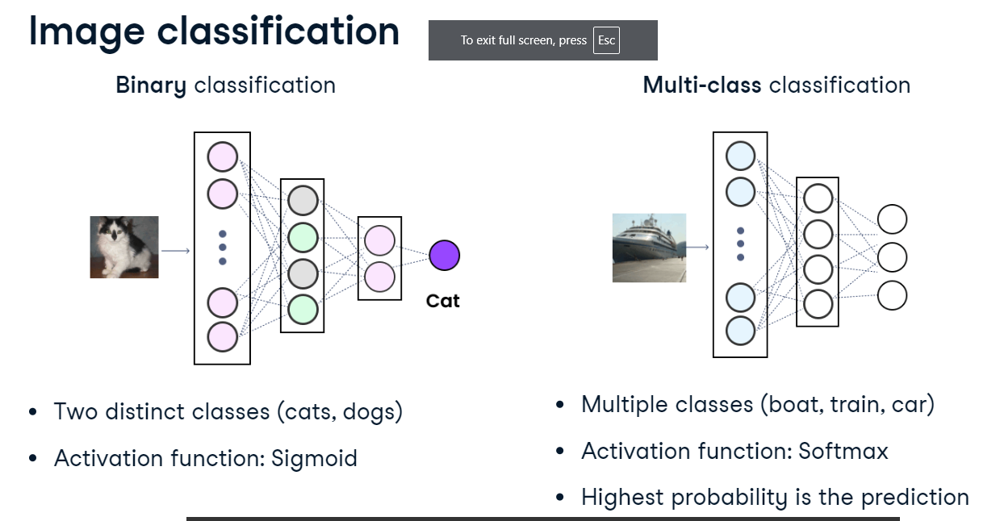 Image classification
To exit full screen, press Esc
Binary classification
Cat
• Two distinct classes (cats, dogs)
• Activation function: Sigmoid
Multi-class classification
• Multiple classes (boat, train, car)
• Activation function: Softmax
• Highest probability is the prediction